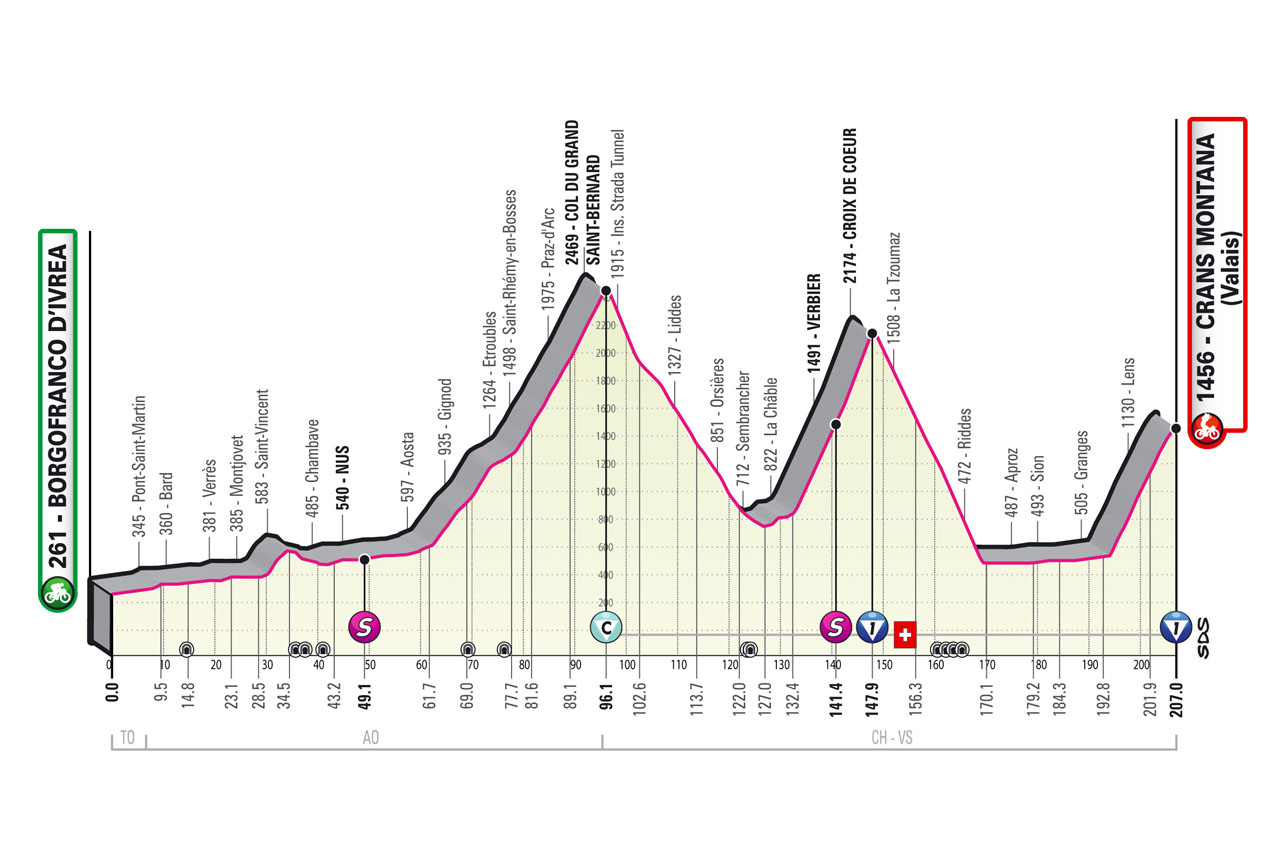 261 - BORGOFRANCO D'IVREA
345 - Pont-Saint-Martin
360 - Bard
381 - Verrès
385 - Montjovet
583 - Saint-Vincent
485 - Chambave
540 - NUS
597 - Aosta
935 - Gignod
1264 - Etroubles
1498 - Saint-Rhémy-en-Bosses
1975 - Praz-d'Arc
2469 - COL DU GRAND
SAINT-BERNARD
1915 - Ins. Strada Tunnel
1327 - Liddes
851 - Orsières
712 - Sembrancher
822 - La Châble
1491 - VERBIER
2174 - CROIX DE COEUR
1508 - La Tzoumaz
472 - Riddes
487 - Aproz
493 - Sion
505 - Granges
1130 - Lens
1456 - CRANS MONTANA
(Valais)
2200
2000
1800
1600
1400
1200
1000
800
600
400
200
S
C
S
1
1
SDS
0
10
20
30
40
50
60
70
80
90
100
110
120
130
140
150
160
170
180
190
200
0.0
9.5
14.8
23.1
28.5
34.5
43.2
49.1
61.7
69.0
77.7
81.6
89.1
96.1
102.6
113.7
122.0
127.0
132.4
141.4
147.9
156.3
170.1
179.2
184.3
192.8
201.9
207.0
TO
AO
CH - VS